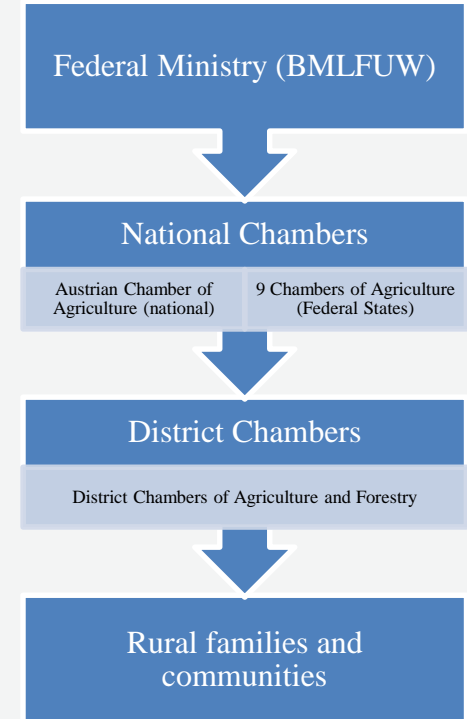 Federal Ministry (BMLFUW)
National Chambers
Austrian Chamber of
Agriculture (national)
9 Chambers of Agriculture
(Federal States)
District Chambers
District Chambers of Agriculture and Forestry
Rural families and
communities